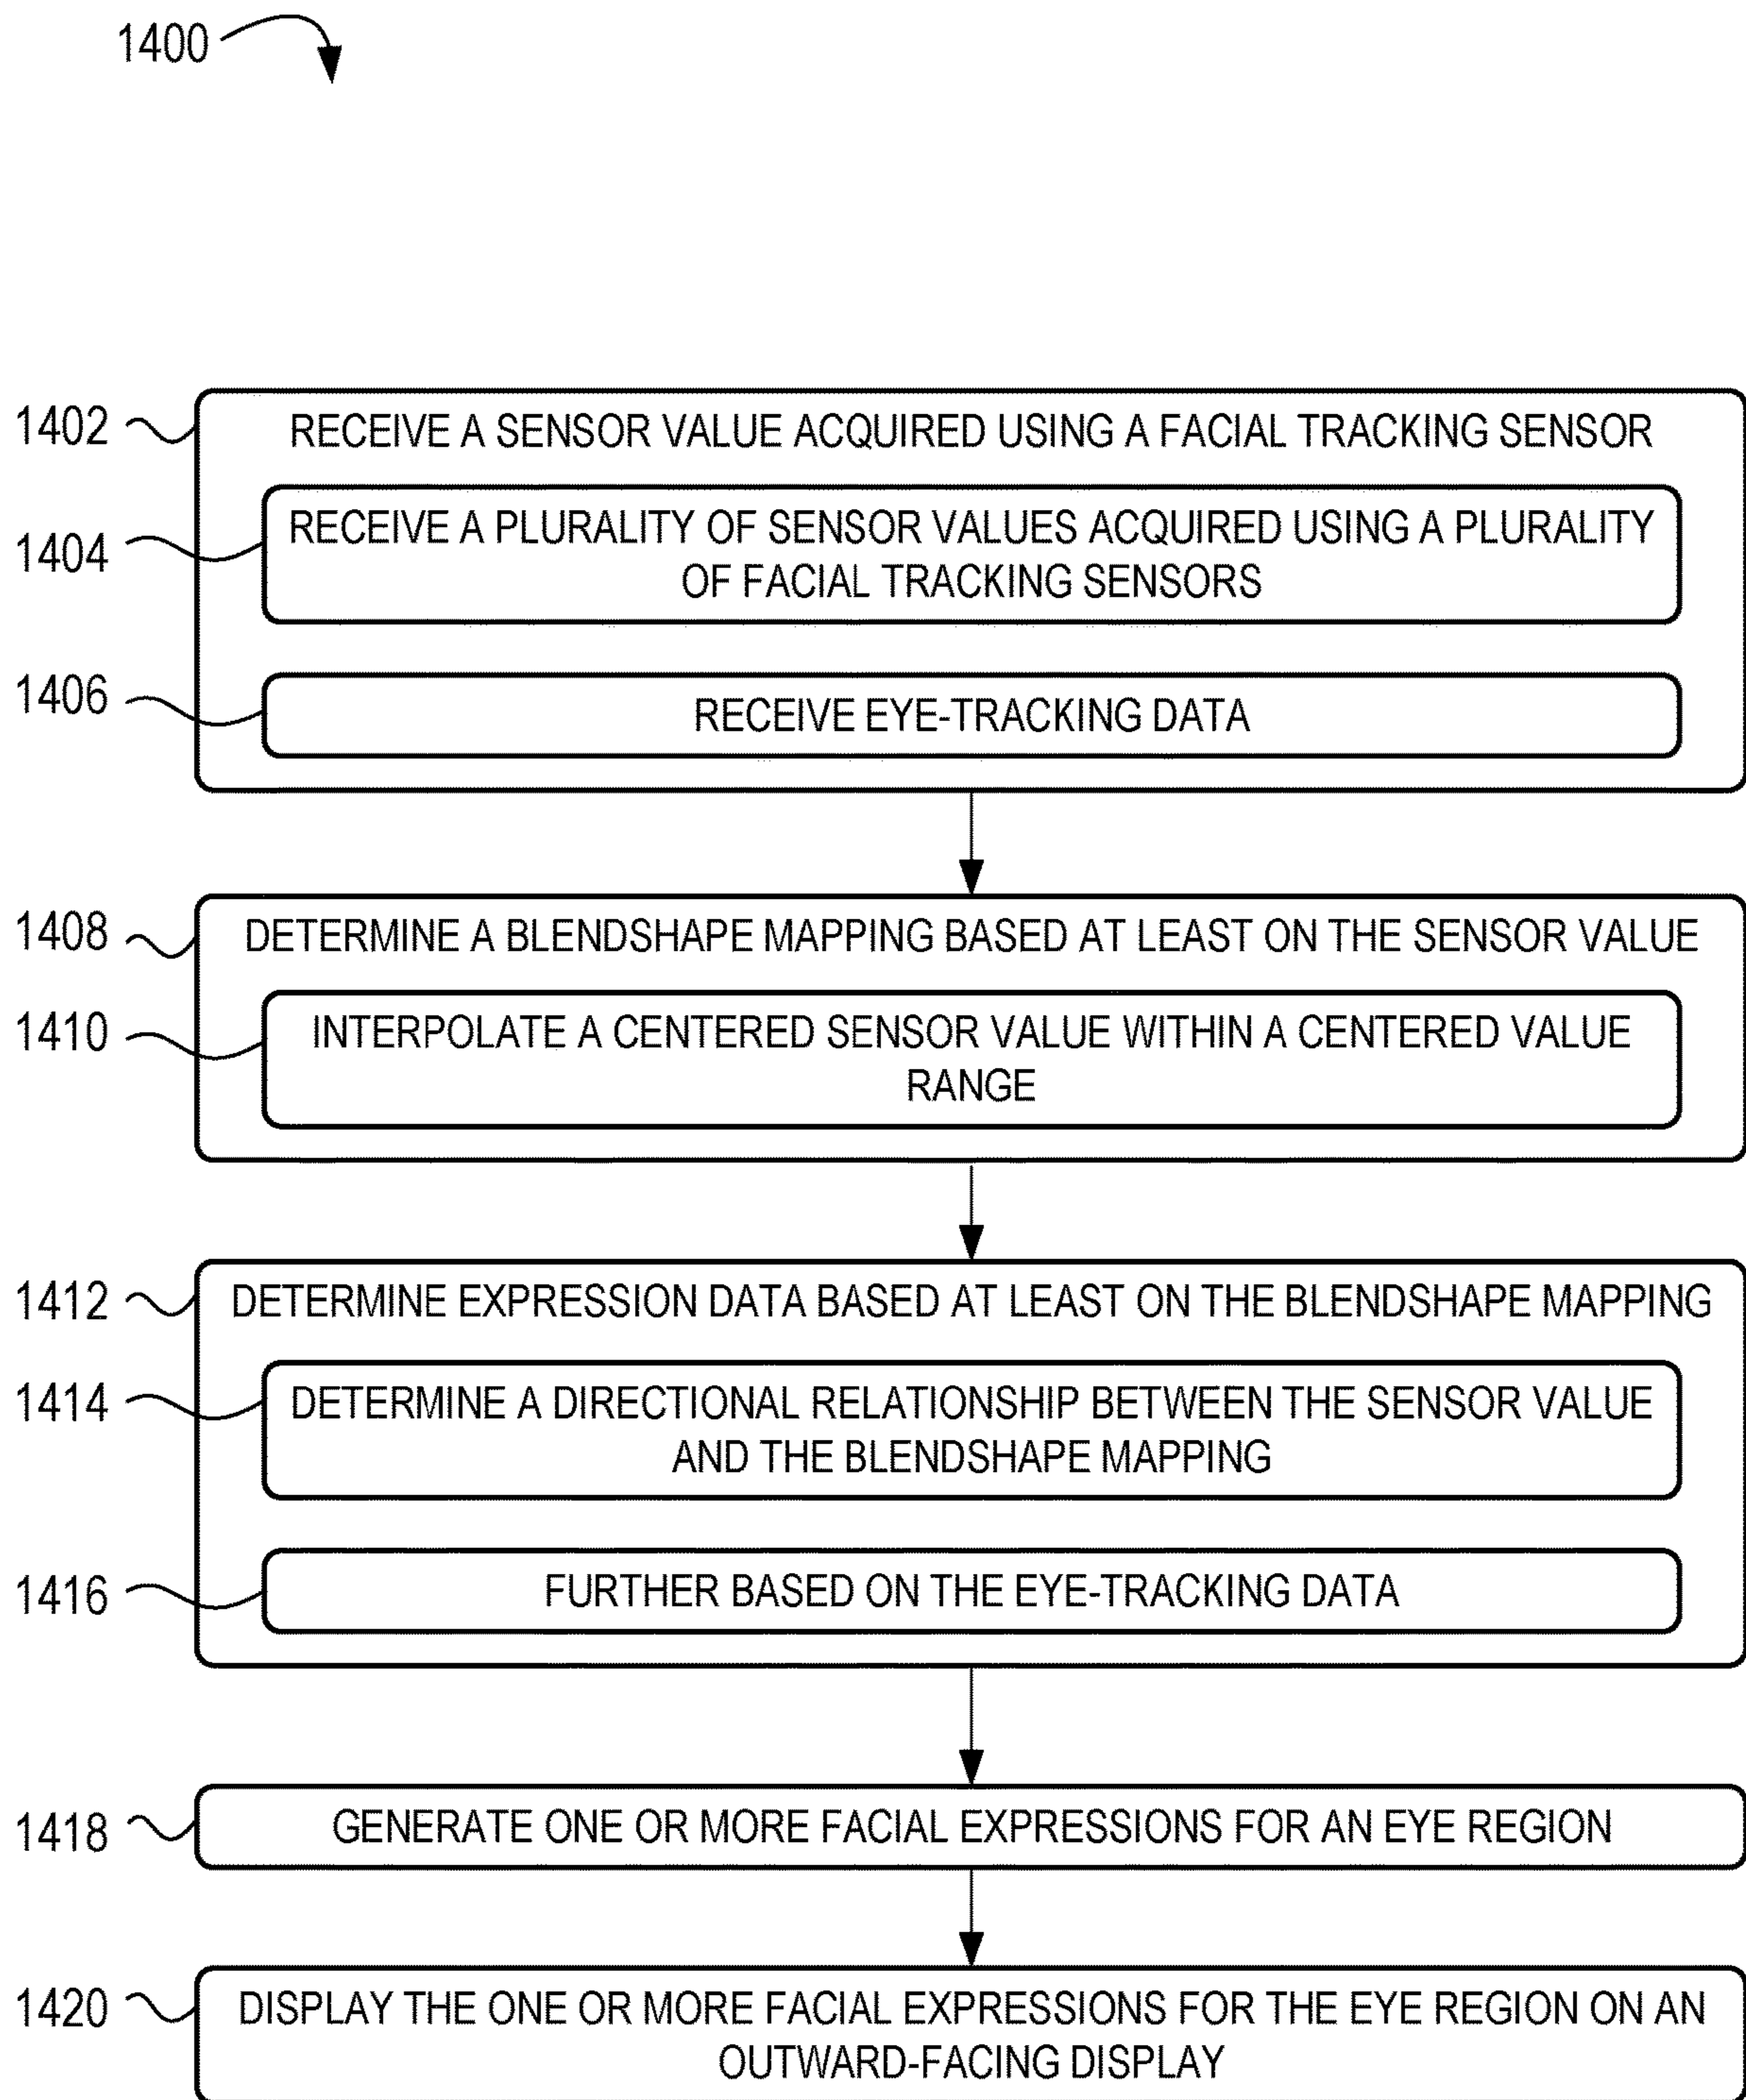 1400
1402
RECEIVE A SENSOR VALUE ACQUIRED USING A FACIAL TRACKING SENSOR
1404
RECEIVE A PLURALITY OF SENSOR VALUES ACQUIRED USING A PLURALITY
OF FACIAL TRACKING SENSORS
1406
RECEIVE EYE-TRACKING DATA
1408
DETERMINE A BLENDSHAPE MAPPING BASED AT LEAST ON THE SENSOR VALUE
1410
INTERPOLATE A CENTERED SENSOR VALUE WITHIN A CENTERED VALUE
RANGE
1412
DETERMINE EXPRESSION DATA BASED AT LEAST ON THE BLENDSHAPE MAPPING
1414
DETERMINE A DIRECTIONAL RELATIONSHIP BETWEEN THE SENSOR VALUE
AND THE BLENDSHAPE MAPPING
1416
FURTHER BASED ON THE EYE-TRACKING DATA
1418
GENERATE ONE OR MORE FACIAL EXPRESSIONS FOR AN EYE REGION
1420
DISPLAY THE ONE OR MORE FACIAL EXPRESSIONS FOR THE EYE REGION ON AN
OUTWARD-FACING DISPLAY